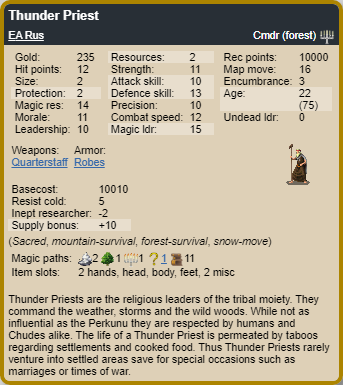 Thunder Priest
EA Rus Cmdr (forest)
Gold: 235 Resources: 2 Rec points: 10000
Hit points: 12 Strength: 11 Map move: 16
Size: 2 Attack skill: 10 Encumbrance: 3
Protection: 2 Defence skill: 13 Age: 22
Magic res: 14 Precision: 10 (75)
Morale: 11 Combat speed: 12 Undead ldr: 0
Leadership: 10 Magic ldr: 15
Weapons: Armor:
Quarterstaff Robes
Basecost: 10010
Resist cold: 5
Inept researcher: -2
Supply bonus: +10
(Sacred, mountain-survival, forest-survival, snow-move)
Magic paths: 2 1 1 ? 1 11
Item slots: 2 hands, head, body, feet, 2 misc
Thunder Priests are the religious leaders of the tribal moiety. They
command the weather, storms and the wild woods. While not as
influential as the Perkunu they are respected by humans and
Chudes alike. The life of a Thunder Priest is permeated by taboos
regarding settlements and cooked food. Thus Thunder Priests rarely
venture into settled areas save for special occasions such as
marriages or times of war.